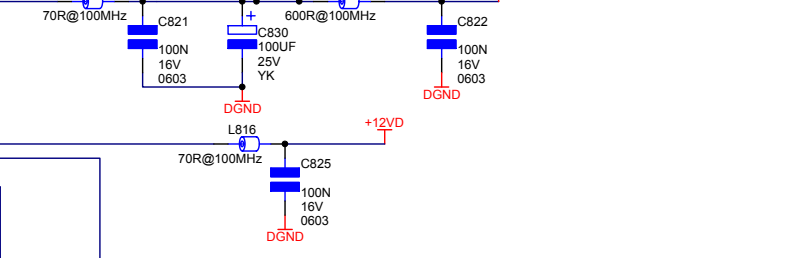 70R@100MHz
600R@100MHz
C821
100N
16V
0603
+
C830
100UF
25V
YK
C822
100N
16V
0603
DGND
DGND
L816
70R@100MHz
+12VD
C825
100N
16V
0603
DGND